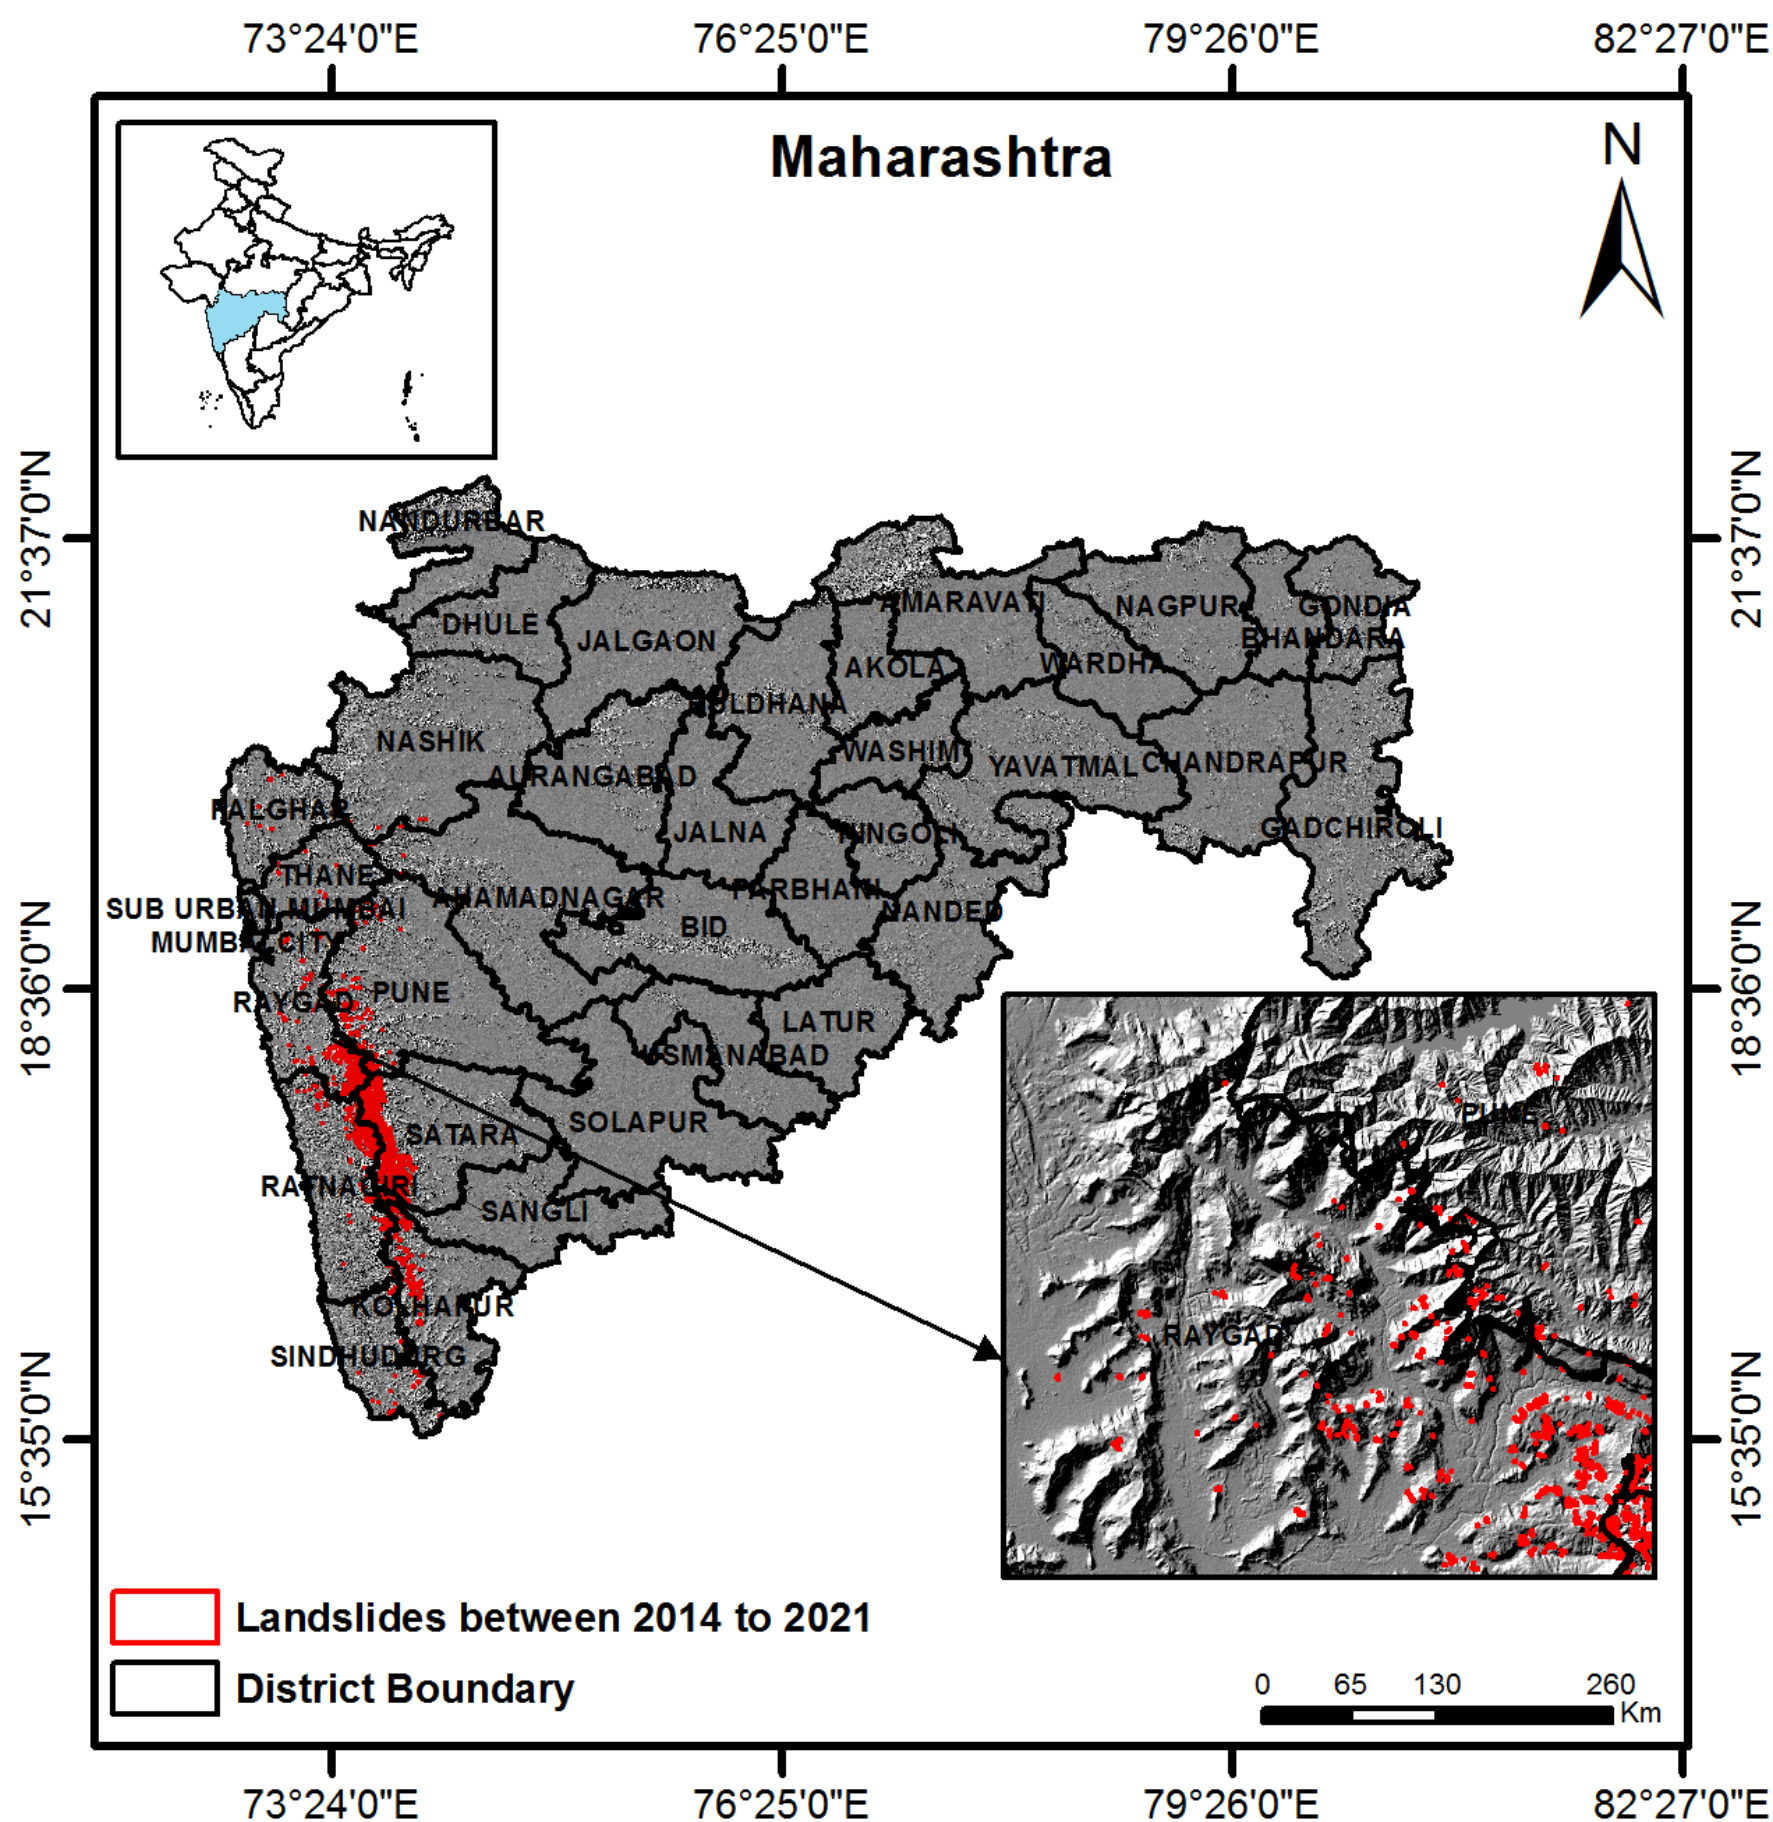 73°24'0"E 76°25'0"E 79°26'0"E 82°27'0"E
Maharashtra
N
21°37'0"N 21°37'0"N
NANDURBAR
DHULE
JALGAON
AMARAVATI
NAGPUR
GONDIA
BHANDARA
AKOLA
WARDHA
BULDHANA
NASHIK
WASHIM
AURANGABAD
YAVATMAL
CHANDRAPUR
PALGHAR
JALNA
HINGOLI
GADCHIROLI
THANE
AHAMADNAGAR
PARBHANI
SUB URBAN MUMBAI
BID
NANDED
MUMBAI CITY
18°36'0"N 18°36'0"N
RAYGAD
PUNE
LATUR
USMANABAD
SOLAPUR
SATARA
PUNE
RATNAGIRI
SANGLI
KOLHAPUR
RAYGAD
SINDHUDURG
15°35'0"N 15°35'0"N
Landslides between 2014 to 2021
District Boundary
0 65 130 260
Km
73°24'0"E 76°25'0"E 79°26'0"E 82°27'0"E